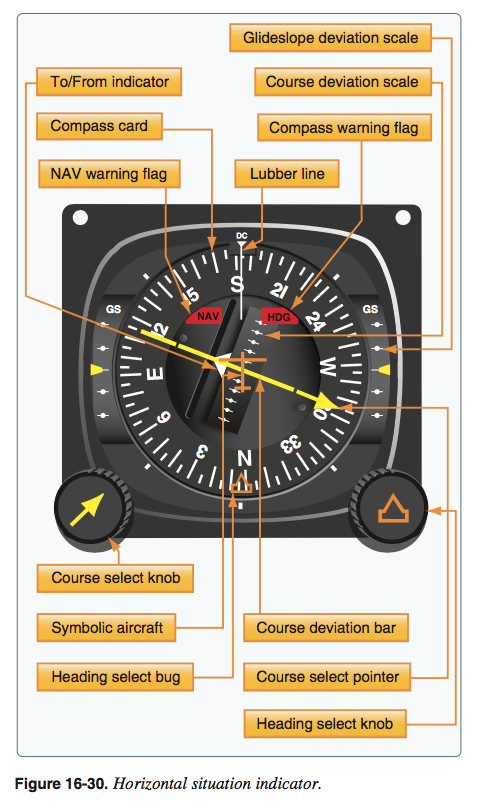 Glideslope deviation scale
To/From indicator
Course deviation scale
Compass card
Compass warning flag
NAV warning flag
Lubber line
DC
S
15
21
GS
GS
NAV
HDG
12
24
E
W
6
30
3
33
N
Course select knob
Symbolic aircraft
Course deviation bar
Heading select bug
Course select pointer
Heading select knob
Figure 16-30. Horizontal situation indicator.